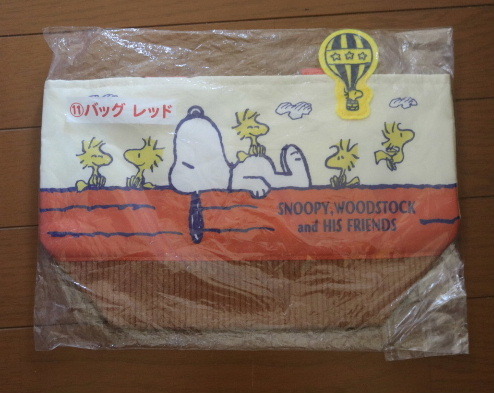 ⑪バッグ レッド
SNOOPY, WOODSTOCK
and HIS FRIENDS